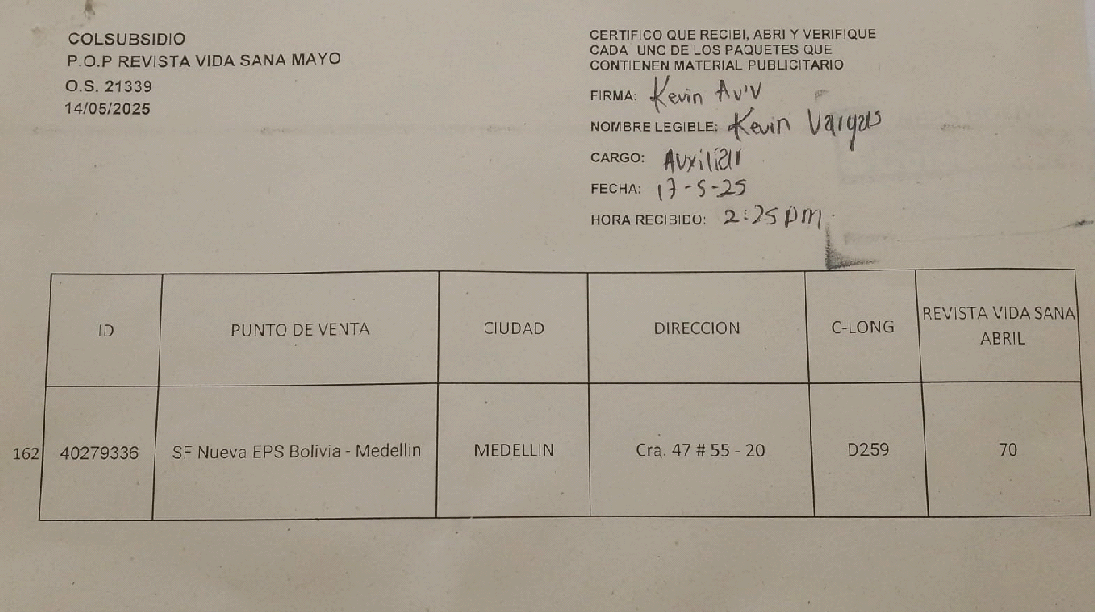 COLSUBSIDIO
P.O.P REVISTA VIDA SANA MAYO
O.S. 21339
14/05/2025
CERTIFICO QUE RECIBI, ABRI Y VERIFIQUE
CADA UNO DE LOS PAQUETES QUE
CONTIENEN MATERIAL PUBLICITARIO
FIRMA: Kevin
NOMBRE LEGIBLE: Kevin Vargas
CARGO: Auxiliar
FECHA: 17-5-25
HORA RECIBIDO: 2:25 pm
ID PUNTO DE VENTA CIUDAD DIRECCION C-LONG REVISTA VIDA SANA
ABRIL
162 40279336 SF Nueva EPS Bolivia - Medellin MEDELLIN Cra. 47 # 55 - 20 D259 70